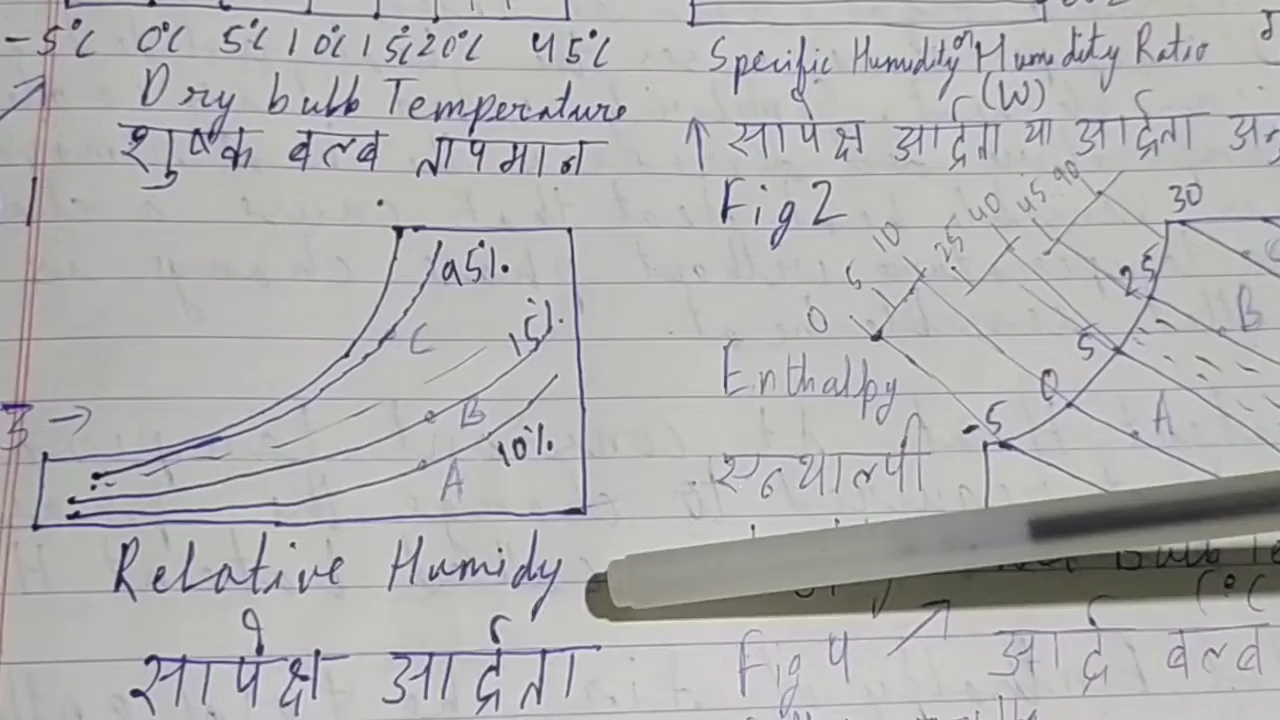 -5°C 0°C 5°C 10°C 15°C 20°C 45°C
Dry bulb Temperature
शुष्क बल्ब तापमान
95%
C
15%
B
10%
A
Relative Humidy
सापेक्ष आर्द्रता
Specific Humidity or Humidity Ratio
(W)
↑ सापेक्ष आर्द्रता या आर्द्रता
Fig 2
0 5 10 25 40 45 90
30
25
B
5
0
A
-5
Enthalpy
एन्थाल्पी
Bulb
(°C
Fig 4
आर्द्र बल्ब